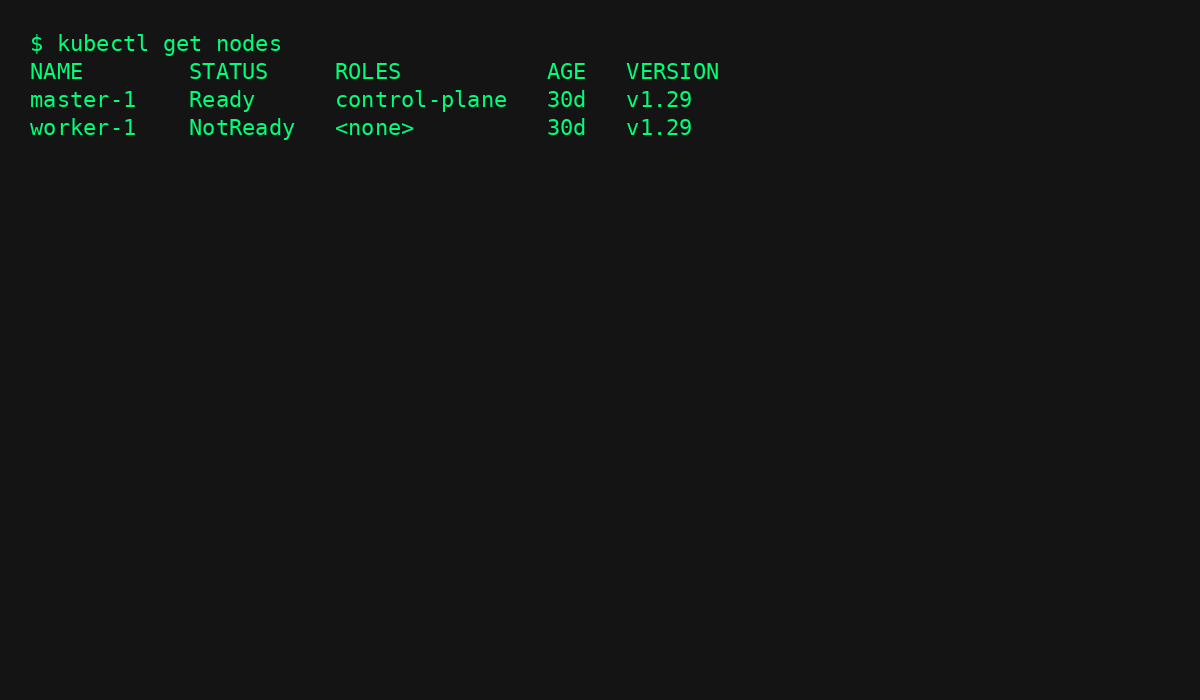 $ kubectl get nodes
NAME        STATUS     ROLES           AGE   VERSION
master-1    Ready      control-plane   30d   v1.29
worker-1    NotReady   <none>          30d   v1.29